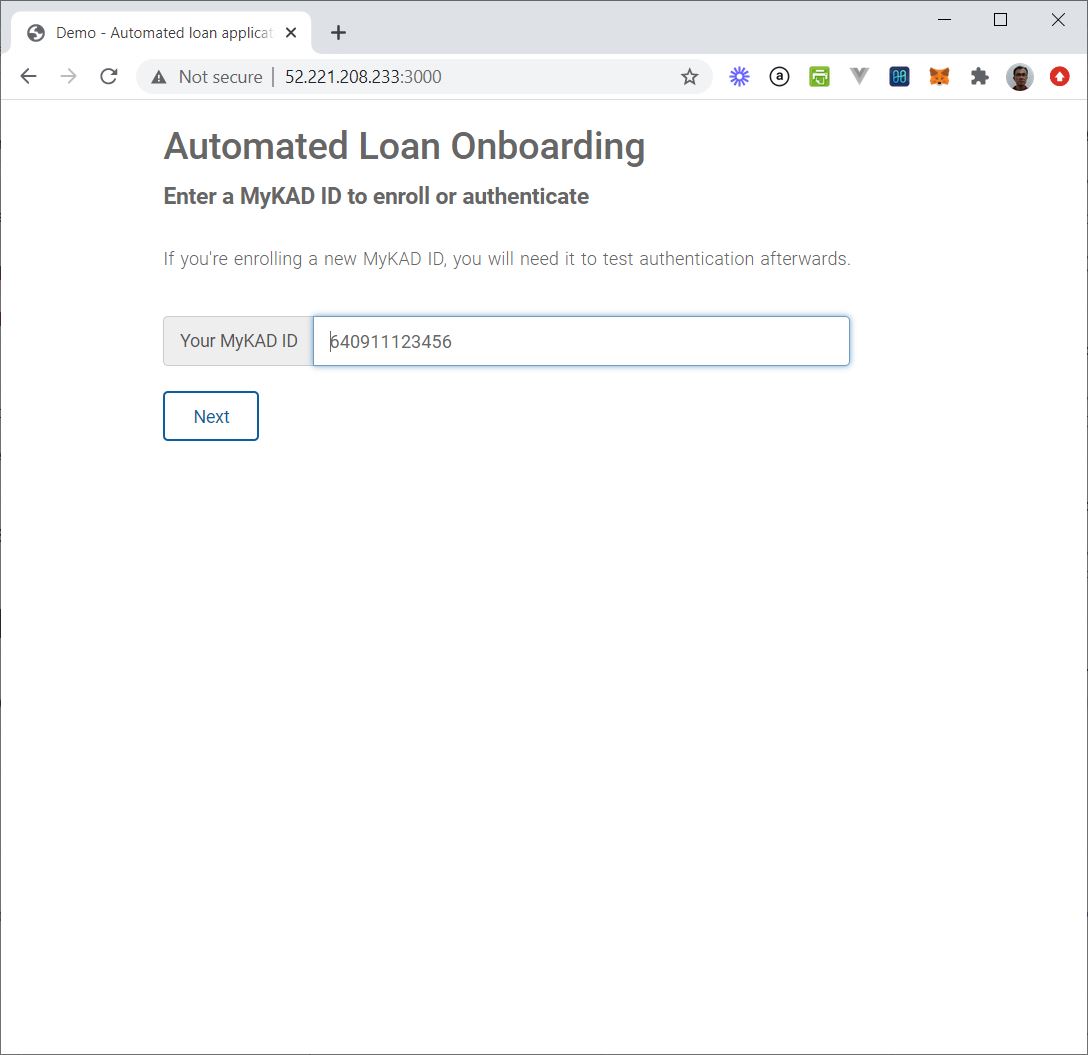 Demo - Automated loan applicat
Not secure | 52.221.208.233:3000
Automated Loan Onboarding
Enter a MyKAD ID to enroll or authenticate
If you're enrolling a new MyKAD ID, you will need it to test authentication afterwards.
Your MyKAD ID 640911123456
Next